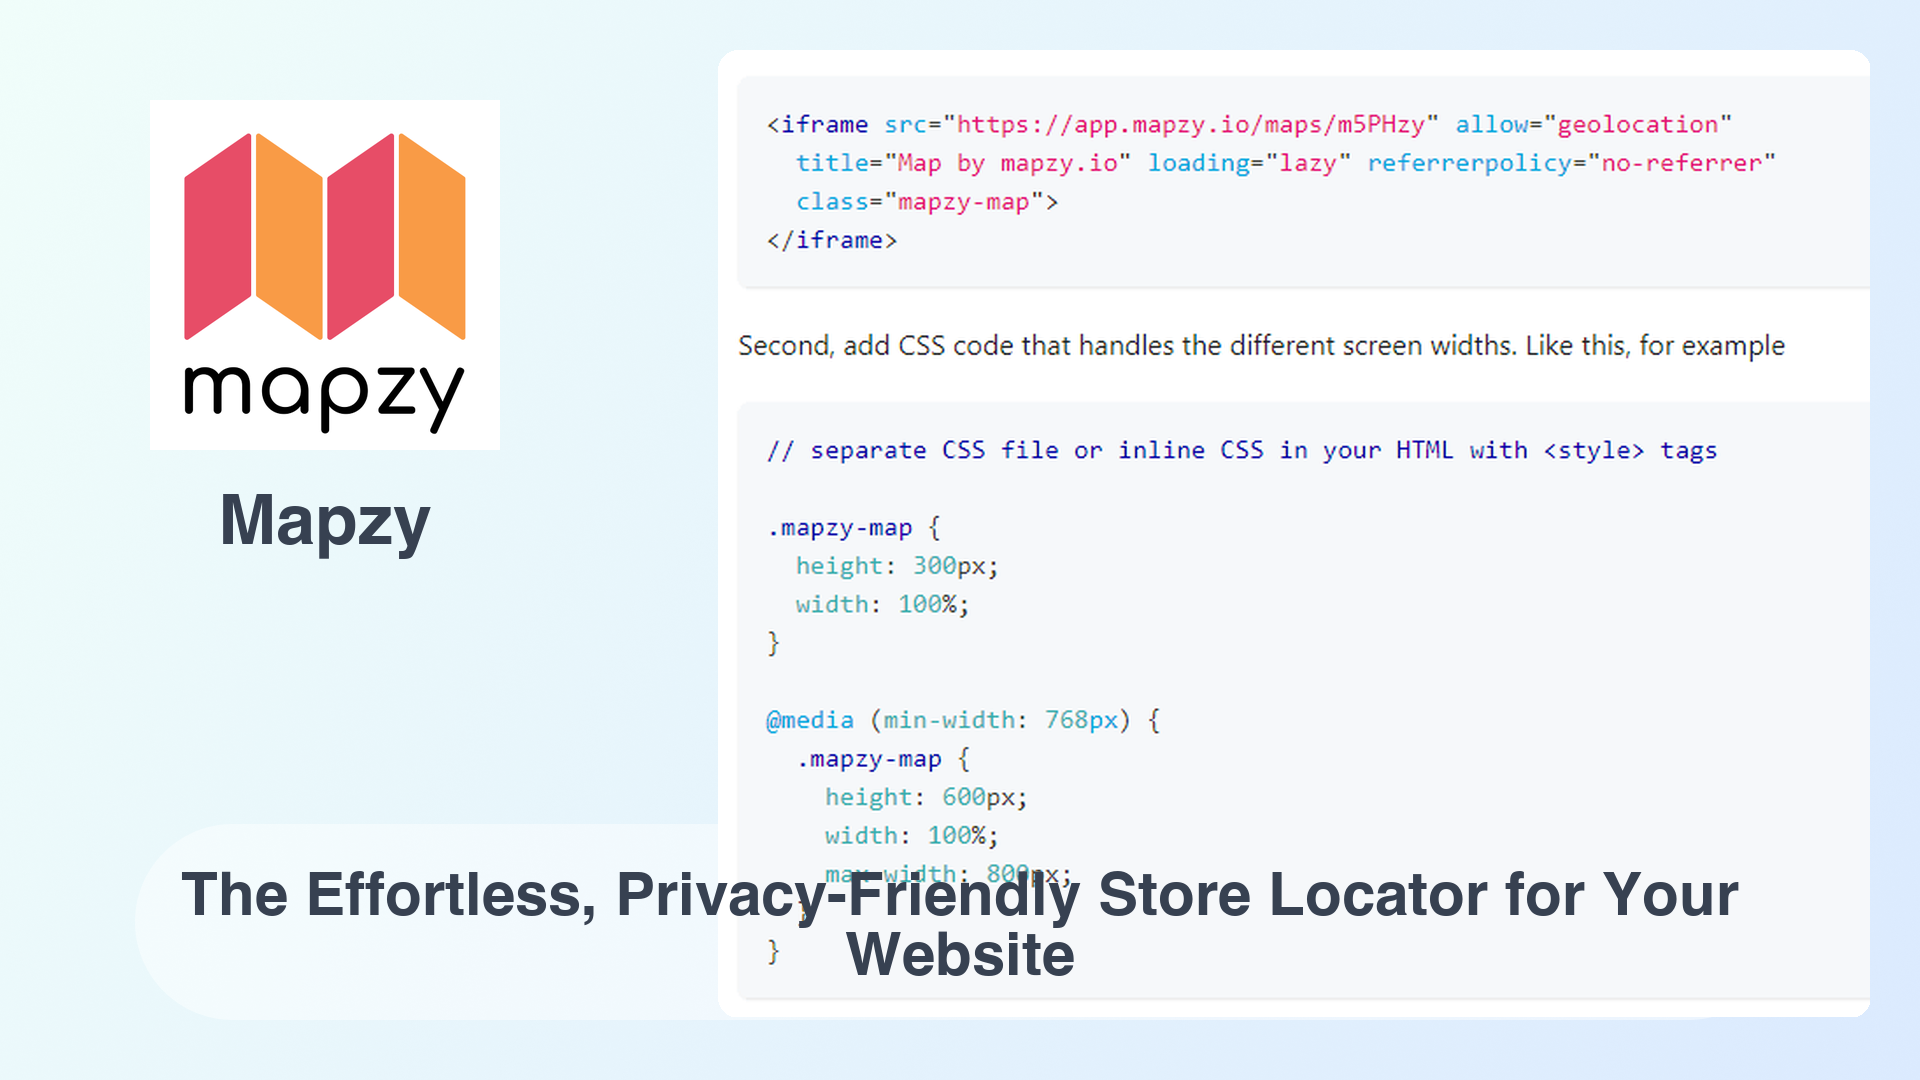 mapzy
Mapzy
<iframe src="https://app.mapzy.io/maps/m5PHzy" allow="geolocation"
title="Map by mapzy.io" loading="lazy" referrerpolicy="no-referrer"
class="mapzy-map">
</iframe>
Second, add CSS code that handles the different screen widths. Like this, for example
// separate CSS file or inline CSS in your HTML with <style> tags
.mapzy-map {
height: 300px;
width: 100%;
}
@media (min-width: 768px) {
.mapzy-map {
height: 600px;
width: 100%;
max-width: 800px;
}
}
The Effortless, Privacy-Friendly Store Locator for Your
Website